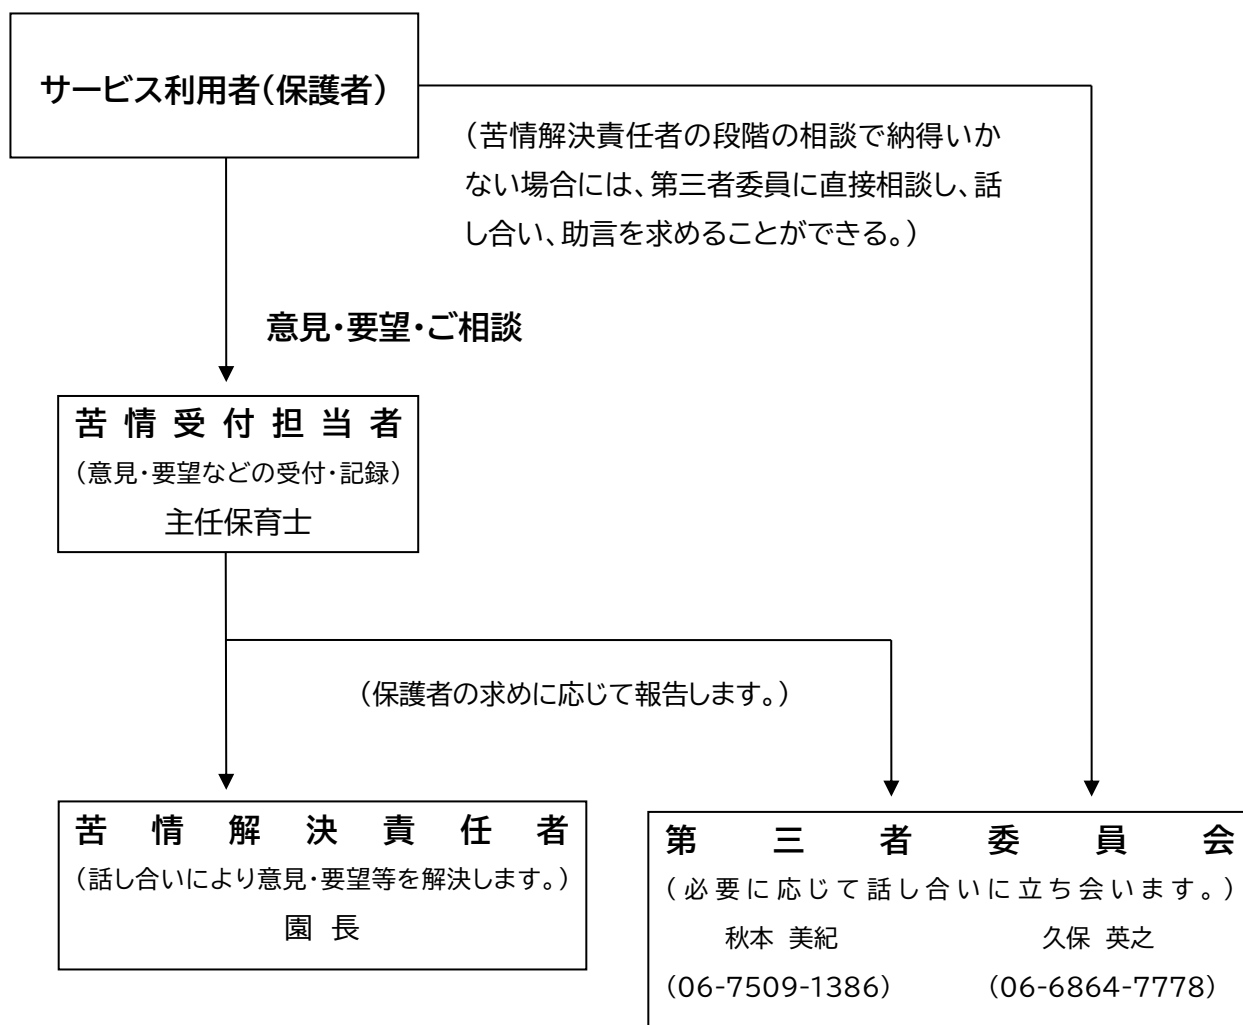 サービス利用者(保護者)
(苦情解決責任者の段階の相談で納得いか
ない場合には、第三者委員に直接相談し、話
し合い、助言を求めることができる。)
意見・要望・ご相談
苦情受付担当者
(意見・要望などの受付・記録)
主任保育士
(保護者の求めに応じて報告します。)
苦情解決責任者
(話し合いにより意見・要望等を解決します。)
園長
第三者委員会
(必要に応じて話し合いに立ち会います。)
秋本 美紀 久保 英之
(06-7509-1386) (06-6864-7778)